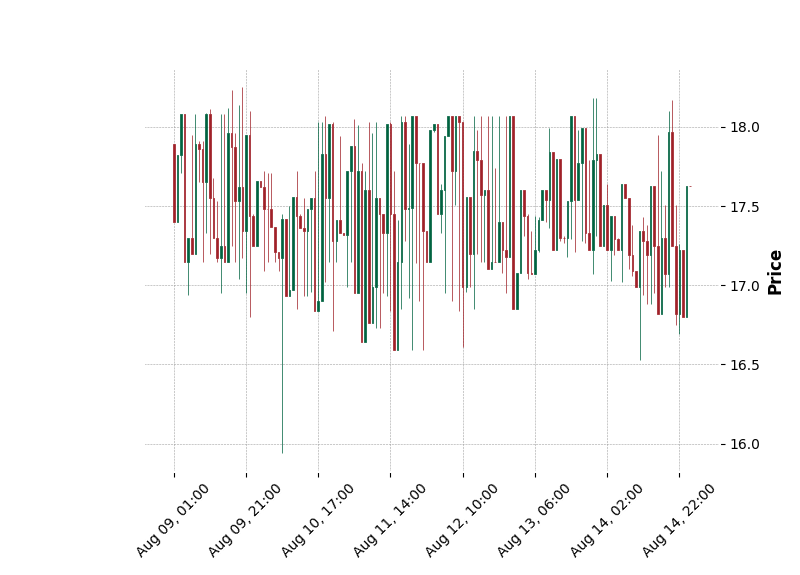 18.0
17.5
17.0
16.5
16.0
Price
Aug 09, 01:00
Aug 09, 21:00
Aug 10, 17:00
Aug 11, 14:00
Aug 12, 10:00
Aug 13, 06:00
Aug 14, 02:00
Aug 14, 22:00